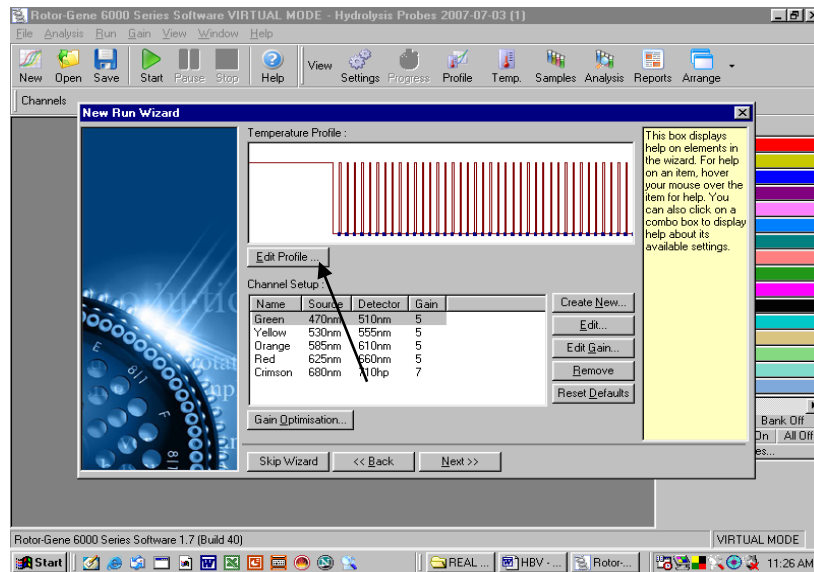 Rotor-Gene 6000 Series Software VIRTUAL MODE - Hydrolysis Probes 2007-07-03 (1)
File Analysis Run Gain View Window Help
New Open Save Start Pause Stop Help View Settings Progress Profile Temp. Samples Analysis Reports Arrange
Channels
New Run Wizard
Temperature Profile :
This box displays
help on elements in
the wizard. For help
on an item, hover
your mouse over the
item for help. You
can also click on a
combo box to display
help about its
available settings.
Edit Profile ...
Channel Setup :
Name Source Detector Gain
Green 470nm 510nm 5
Yellow 530nm 555nm 5
Orange 585nm 610nm 5
Red 625nm 660nm 5
Crimson 680nm 710hp 7
Create New...
Edit...
Edit Gain...
Remove
Reset Defaults
Gain Optimisation...
Bank Off
On All Off
es...
Skip Wizard << Back Next >>
Rotor-Gene 6000 Series Software 1.7 (Build 40) VIRTUAL MODE
Start REAL ... HBV - ... Rotor-... 11:26 AM